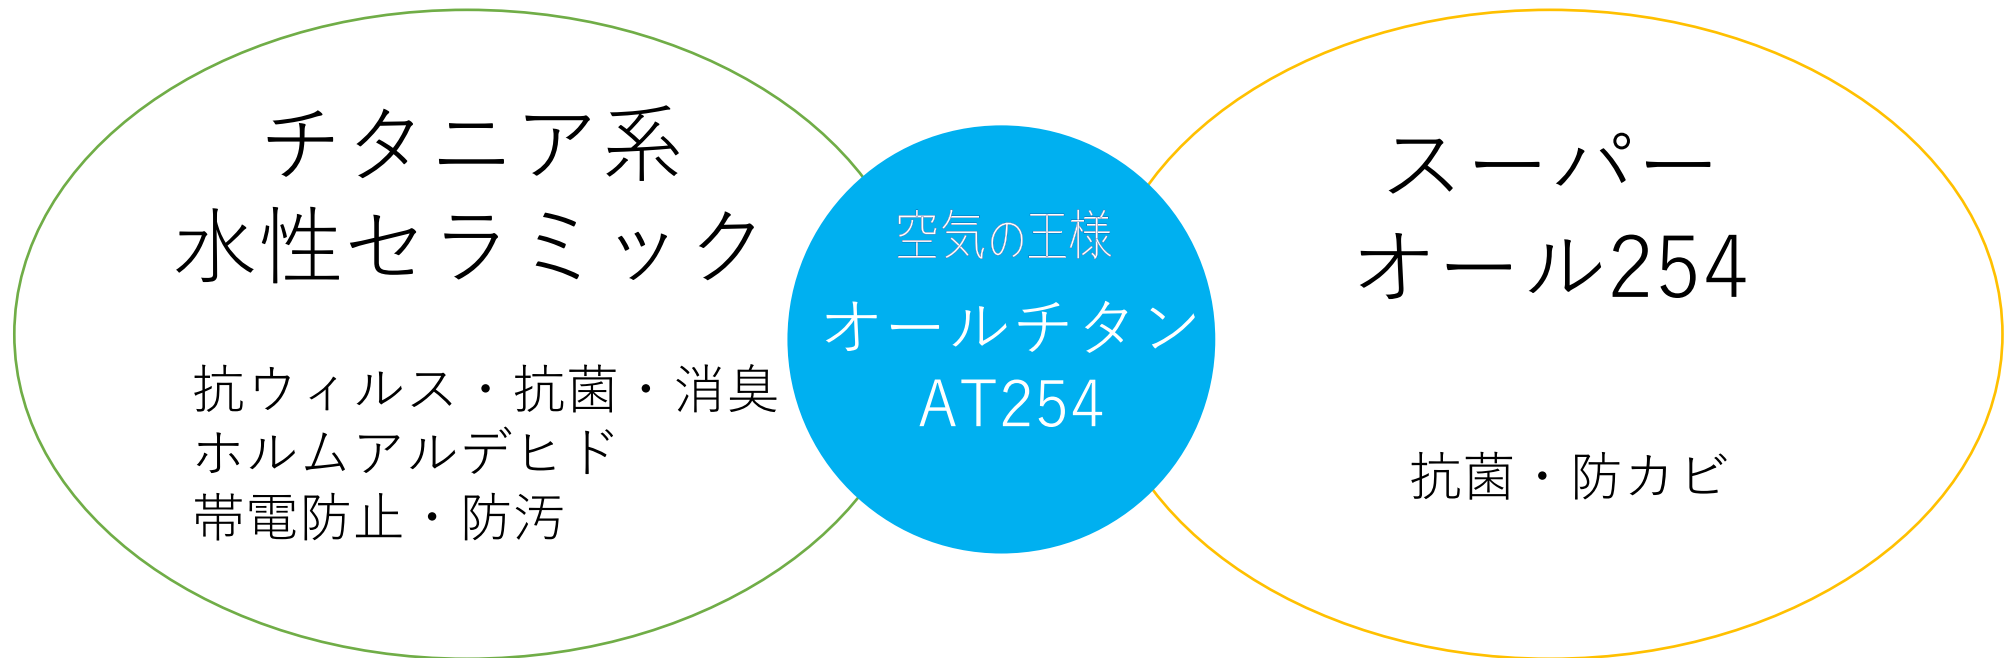 チタニア系
水性セラミック
抗ウィルス・抗菌・消臭
ホルムアルデヒド
帯電防止・防汚
空気の王様
オールチタン
AT254
スーパー
オール254
抗菌・防カビ